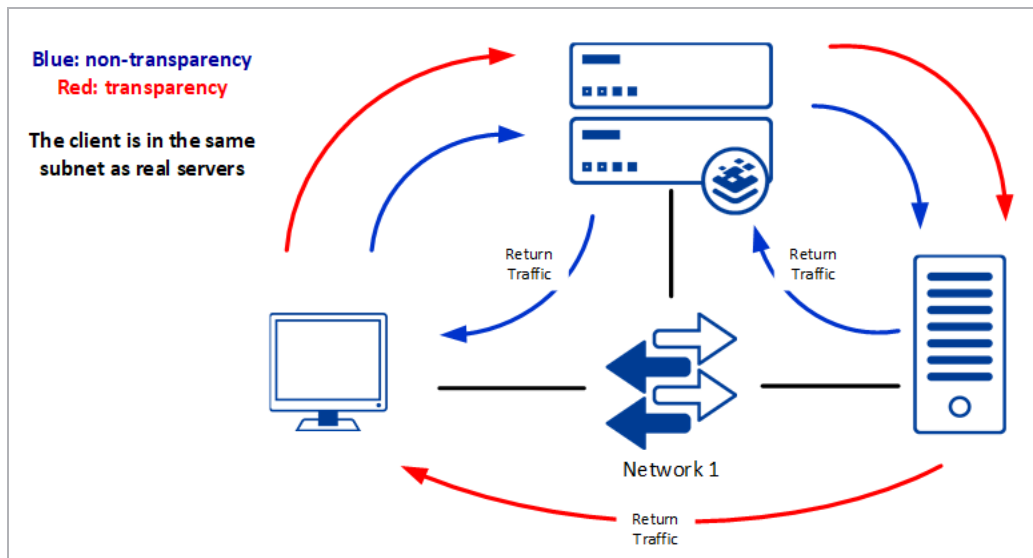 Blue: non-transparency
Red: transparency
The client is in the same
subnet as real servers
Return
Traffic
Return
Traffic
Network 1
Return
Traffic